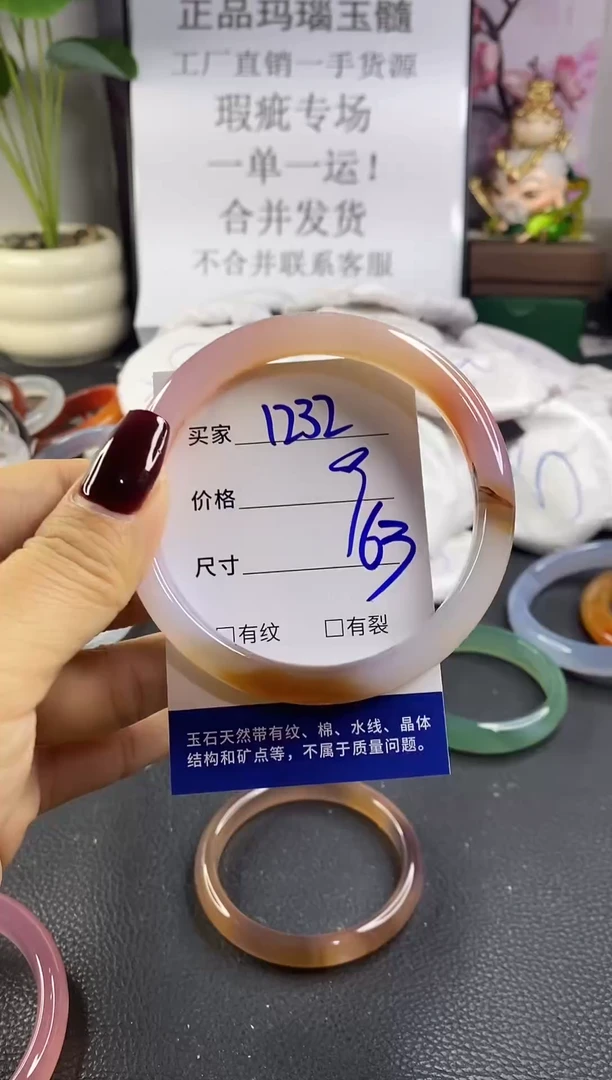 正品玛瑙玉髓
工厂直销一手货源
瑕疵专场
一单一运！
合并发货
不合并联系客服
买家 1232
价格 9
尺寸 63
□有纹 □有裂
玉石天然带有纹、棉、水线、晶体
结构和矿点等，不属于质量问题。